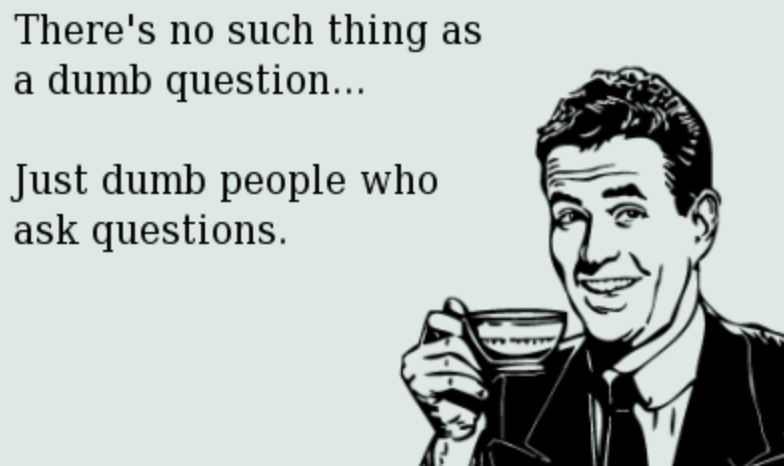 There's no such thing as
a dumb question...
Just dumb people who
ask questions.